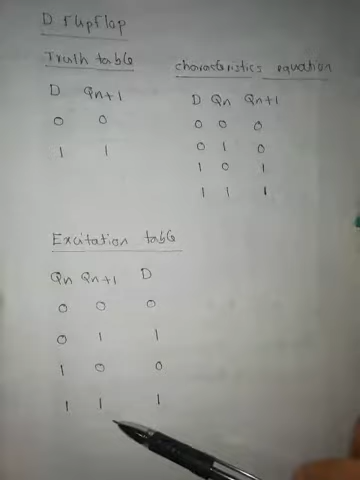 D flipflop
Truth table
D Qn+1
0 0
1 1
characteristics equation
D Qn Qn+1
0 0 0
0 1 0
1 0 1
1 1 1
Excitation table
Qn Qn+1 D
0 0 0
0 1 1
1 0 0
1 1 1